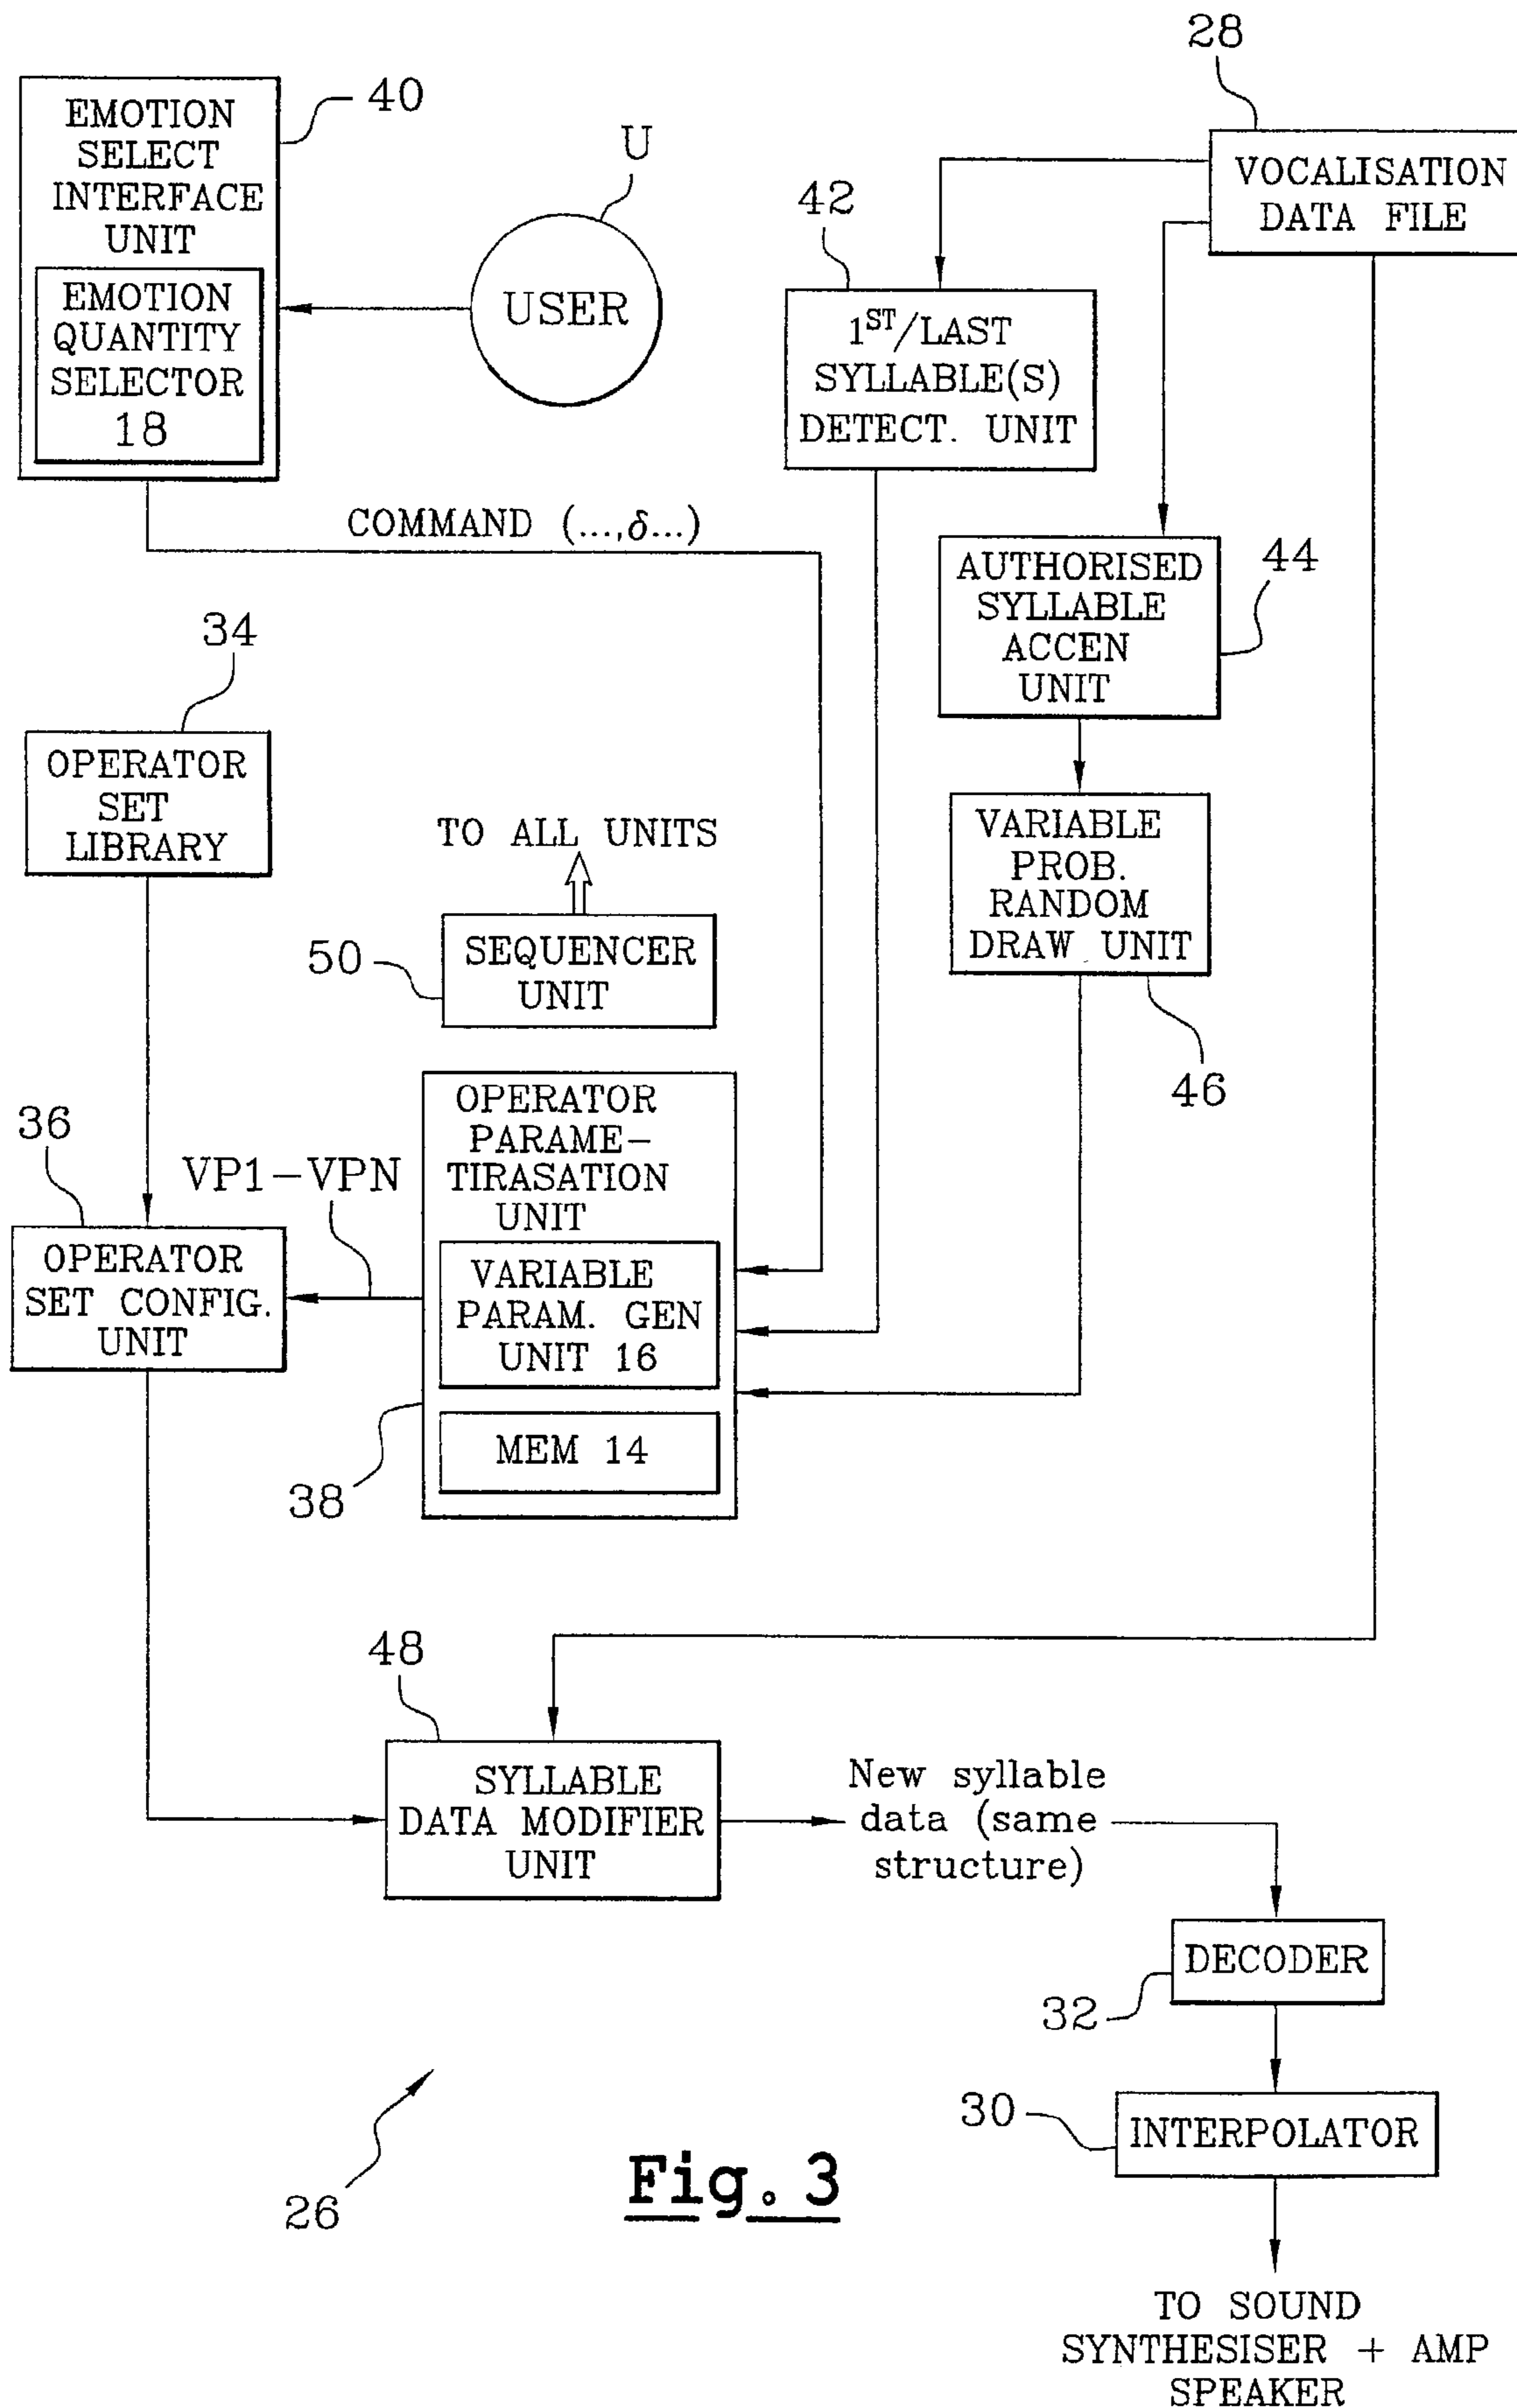 28
40
EMOTION
SELECT
INTERFACE
UNIT
EMOTION
QUANTITY
SELECTOR
18
U
USER
VOCALISATION
DATA FILE
42
1ST/LAST
SYLLABLE(S)
DETECT. UNIT
COMMAND (...,δ...)
AUTHORISED
SYLLABLE
ACCEN
UNIT
44
34
OPERATOR
SET
LIBRARY
TO ALL UNITS
VARIABLE
PROB.
RANDOM
DRAW UNIT
50
SEQUENCER
UNIT
46
36
VP1-VPN
OPERATOR
PARAME-
TIRASATION
UNIT
OPERATOR
SET CONFIG.
UNIT
VARIABLE
PARAM. GEN
UNIT 16
MEM 14
38
48
SYLLABLE
DATA MODIFIER
UNIT
New syllable
data (same
structure)
DECODER
32
30
INTERPOLATOR
26
Fig. 3
TO SOUND
SYNTHESISER + AMP
SPEAKER